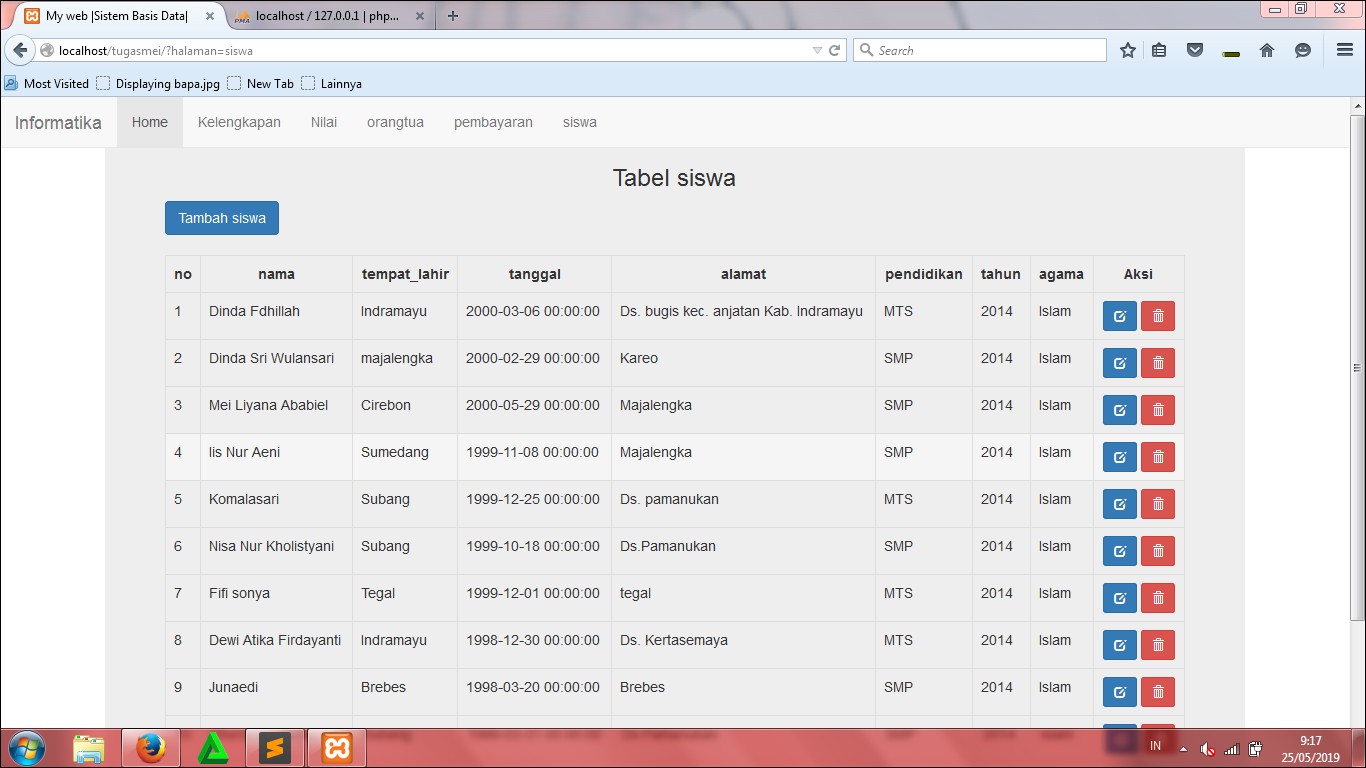 My web |Sistem Basis Data|
localhost / 127.0.0.1 | php...
localhost/tugasmei/?halaman=siswa
Search
Most Visited Displaying bapa.jpg New Tab Lainnya
Informatika Home Kelengkapan Nilai orangtua pembayaran siswa
Tabel siswa
Tambah siswa
no nama tempat_lahir tanggal alamat pendidikan tahun agama Aksi
1 Dinda Fdhillah Indramayu 2000-03-06 00:00:00 Ds. bugis kec. anjatan Kab. Indramayu MTS 2014 Islam
2 Dinda Sri Wulansari majalengka 2000-02-29 00:00:00 Kareo SMP 2014 Islam
3 Mei Liyana Ababiel Cirebon 2000-05-29 00:00:00 Majalengka SMP 2014 Islam
4 Iis Nur Aeni Sumedang 1999-11-08 00:00:00 Majalengka SMP 2014 Islam
5 Komalasari Subang 1999-12-25 00:00:00 Ds. pamanukan MTS 2014 Islam
6 Nisa Nur Kholistyani Subang 1999-10-18 00:00:00 Ds.Pamanukan SMP 2014 Islam
7 Fifi sonya Tegal 1999-12-01 00:00:00 tegal MTS 2014 Islam
8 Dewi Atika Firdayanti Indramayu 1998-12-30 00:00:00 Ds. Kertasemaya MTS 2014 Islam
9 Junaedi Brebes 1998-03-20 00:00:00 Brebes SMP 2014 Islam
IN
9:17
25/05/2019